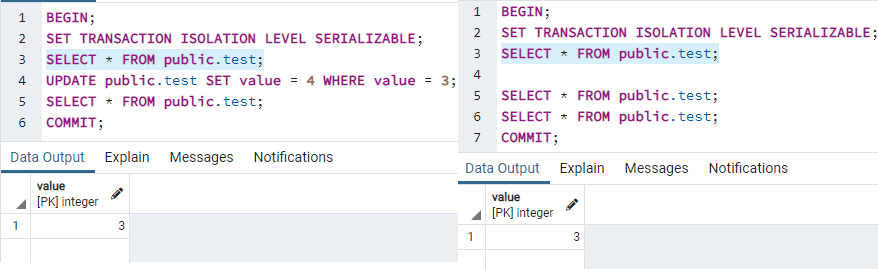 1 BEGIN;
2 SET TRANSACTION ISOLATION LEVEL SERIALIZABLE;
3 SELECT * FROM public.test;
4 UPDATE public.test SET value = 4 WHERE value = 3;
5 SELECT * FROM public.test;
6 COMMIT;
Data Output Explain Messages Notifications
value
[PK] integer
1 3
1 BEGIN;
2 SET TRANSACTION ISOLATION LEVEL SERIALIZABLE;
3 SELECT * FROM public.test;
4
5 SELECT * FROM public.test;
6 SELECT * FROM public.test;
7 COMMIT;
Data Output Explain Messages Notifications
value
[PK] integer
1 3